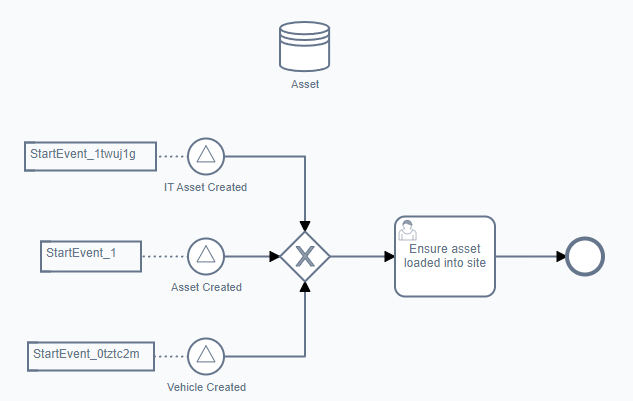 Asset
StartEvent_1twuj1g
IT Asset Created
StartEvent_1
Asset Created
X
Ensure asset
loaded into site
StartEvent_0tztc2m
Vehicle Created